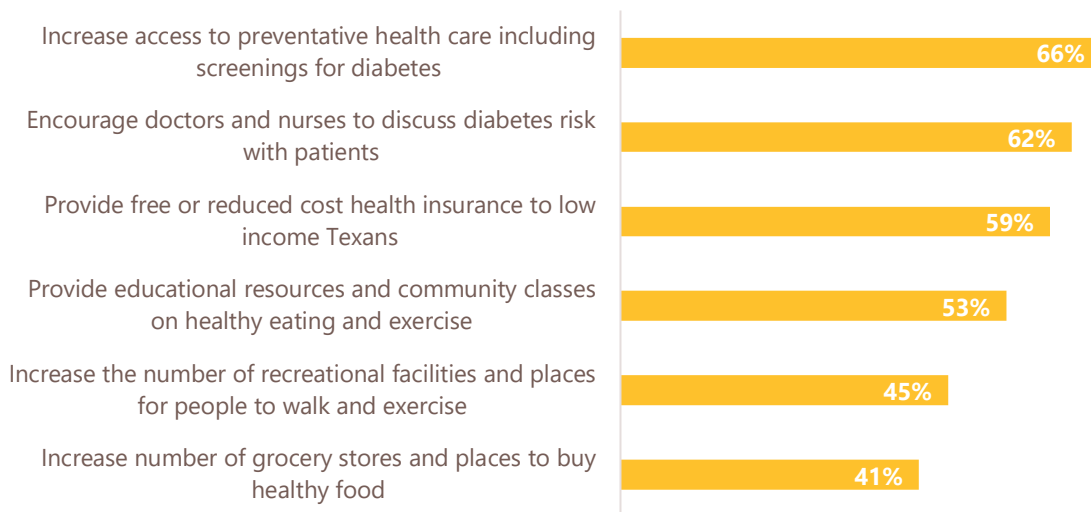 Increase access to preventative health care including
screenings for diabetes
66%
Encourage doctors and nurses to discuss diabetes risk
with patients
62%
Provide free or reduced cost health insurance to low
income Texans
59%
Provide educational resources and community classes
on healthy eating and exercise
53%
Increase the number of recreational facilities and places
for people to walk and exercise
45%
Increase number of grocery stores and places to buy
healthy food
41%